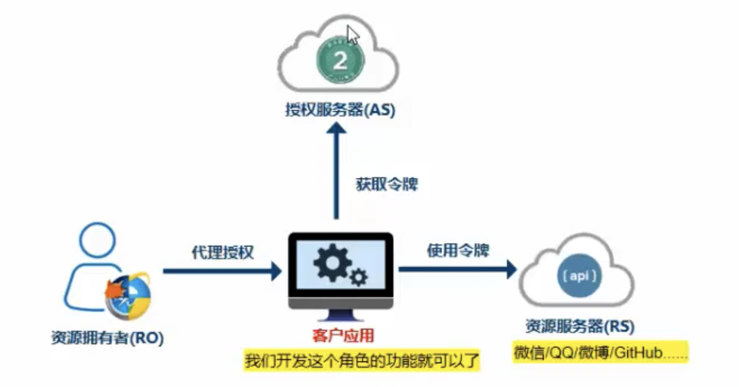 2
授权服务器(AS)
获取令牌
代理授权
使用令牌
{ api }
资源拥有者(RO)
客户应用
资源服务器(RS)
我们开发这个角色的功能就可以了
微信/QQ/微博/GitHub......